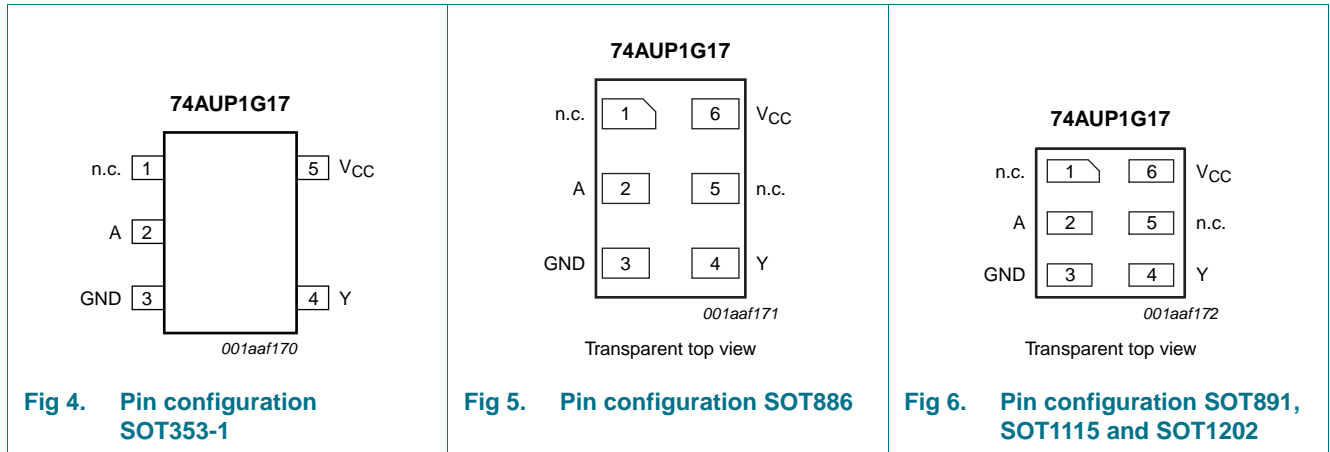 74AUP1G17
n.c. 1
5 VCC
A 2
GND 3
4 Y
001aaf170
Fig 4. Pin configuration
SOT353-1
74AUP1G17
n.c. 1 6 VCC
A 2 5 n.c.
GND 3 4 Y
001aaf171
Transparent top view
Fig 5. Pin configuration SOT886
74AUP1G17
n.c. 1 6 VCC
A 2 5 n.c.
GND 3 4 Y
001aaf172
Transparent top view
Fig 6. Pin configuration SOT891,
SOT1115 and SOT1202